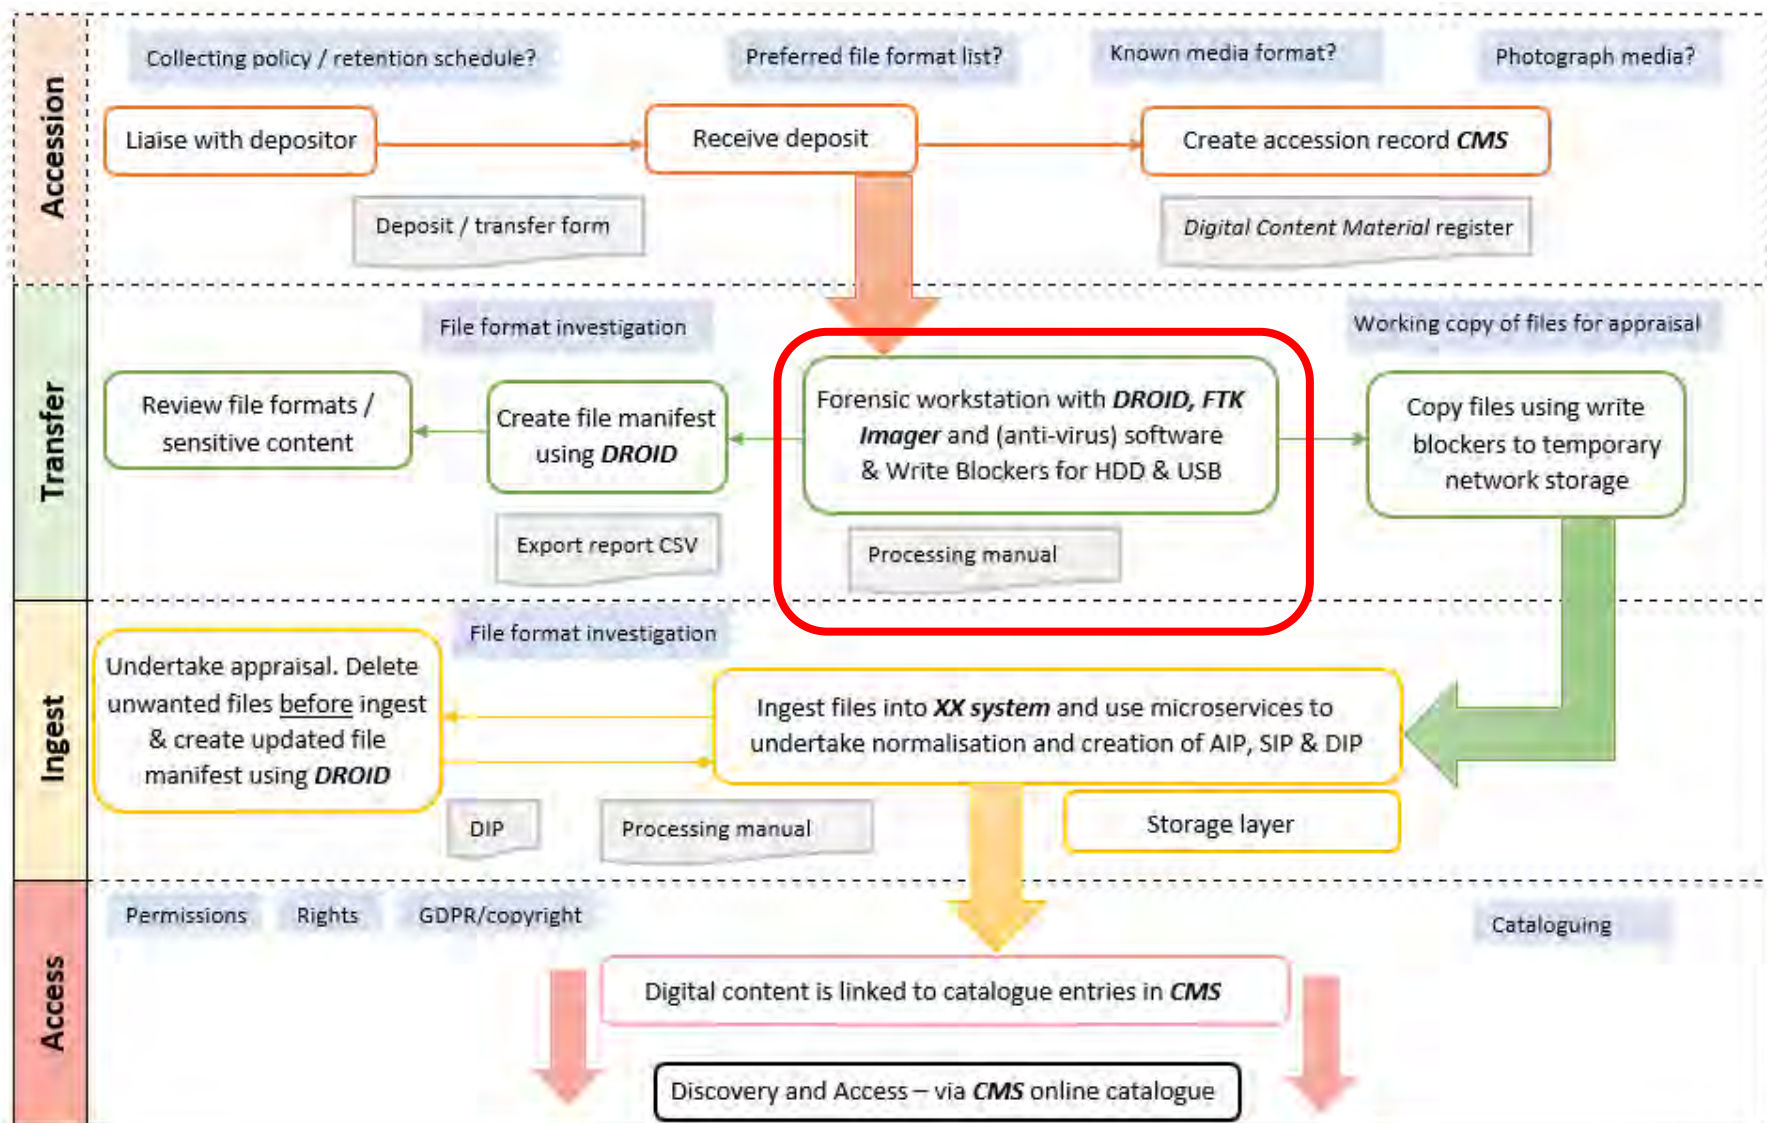 Accession
Collecting policy / retention schedule?
Preferred file format list?
Known media format?
Photograph media?
Liaise with depositor
Receive deposit
Create accession record CMS
Deposit / transfer form
Digital Content Material register
Transfer
File format investigation
Working copy of files for appraisal
Review file formats /
sensitive content
Create file manifest
using DROID
Forensic workstation with DROID, FTK
Imager and (anti-virus) software
& Write Blockers for HDD & USB
Copy files using write
blockers to temporary
network storage
Export report CSV
Processing manual
Ingest
File format investigation
Undertake appraisal. Delete
unwanted files before ingest
& create updated file
manifest using DROID
Ingest files into XX system and use microservices to
undertake normalisation and creation of AIP, SIP & DIP
DIP
Processing manual
Storage layer
Access
Permissions
Rights
GDPR/copyright
Cataloguing
Digital content is linked to catalogue entries in CMS
Discovery and Access – via CMS online catalogue